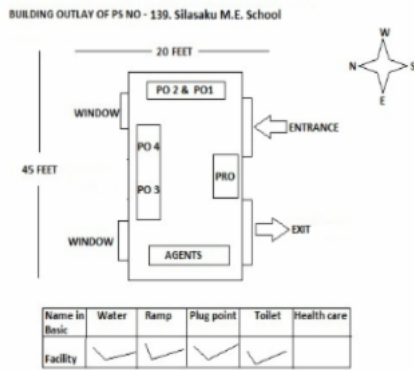 BUILDING OUTLAY OF PS NO - 139. Silasaku M.E. School
20 FEET
W
N S
E
PO 2 & PO1
WINDOW
ENTRANCE
PO 4
45 FEET
PRO
PO 3
EXIT
WINDOW
AGENTS
Name in Basic Water Ramp Plug point Toilet Health care
Facility